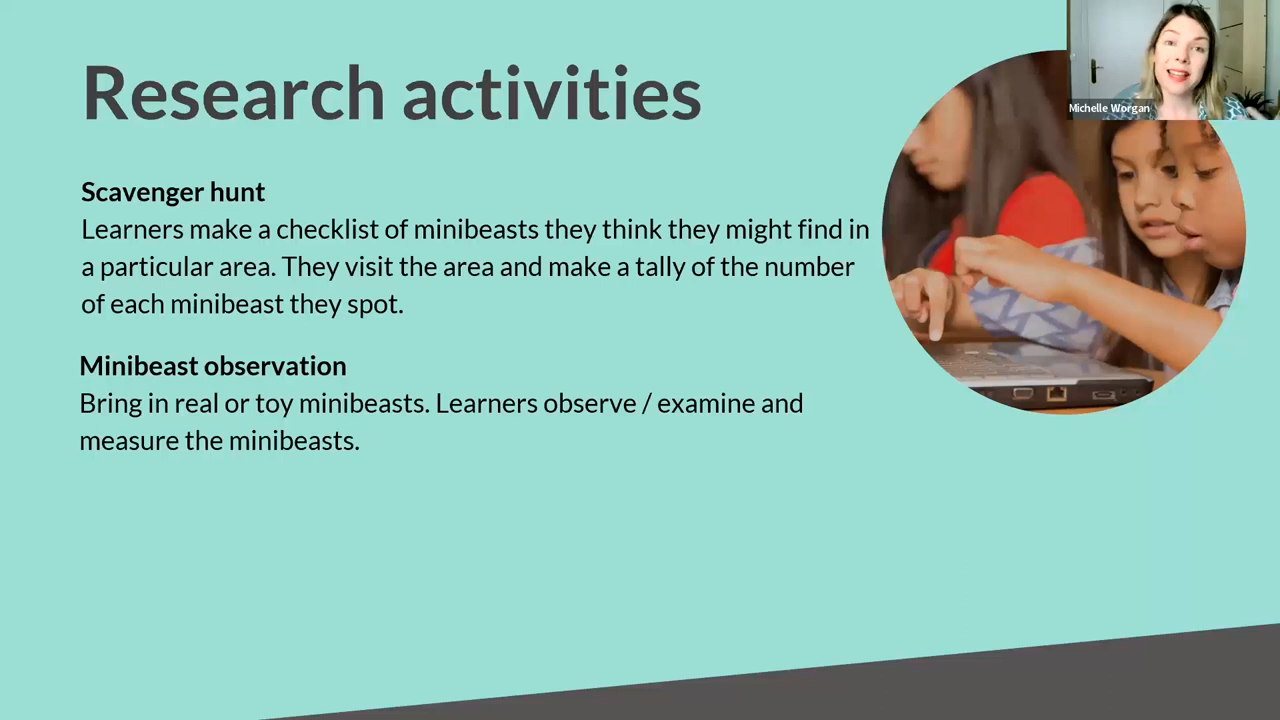 Research activities
Michelle Worgan
Scavenger hunt
Learners make a checklist of minibeasts they think they might find in
a particular area. They visit the area and make a tally of the number
of each minibeast they spot.
Minibeast observation
Bring in real or toy minibeasts. Learners observe / examine and
measure the minibeasts.